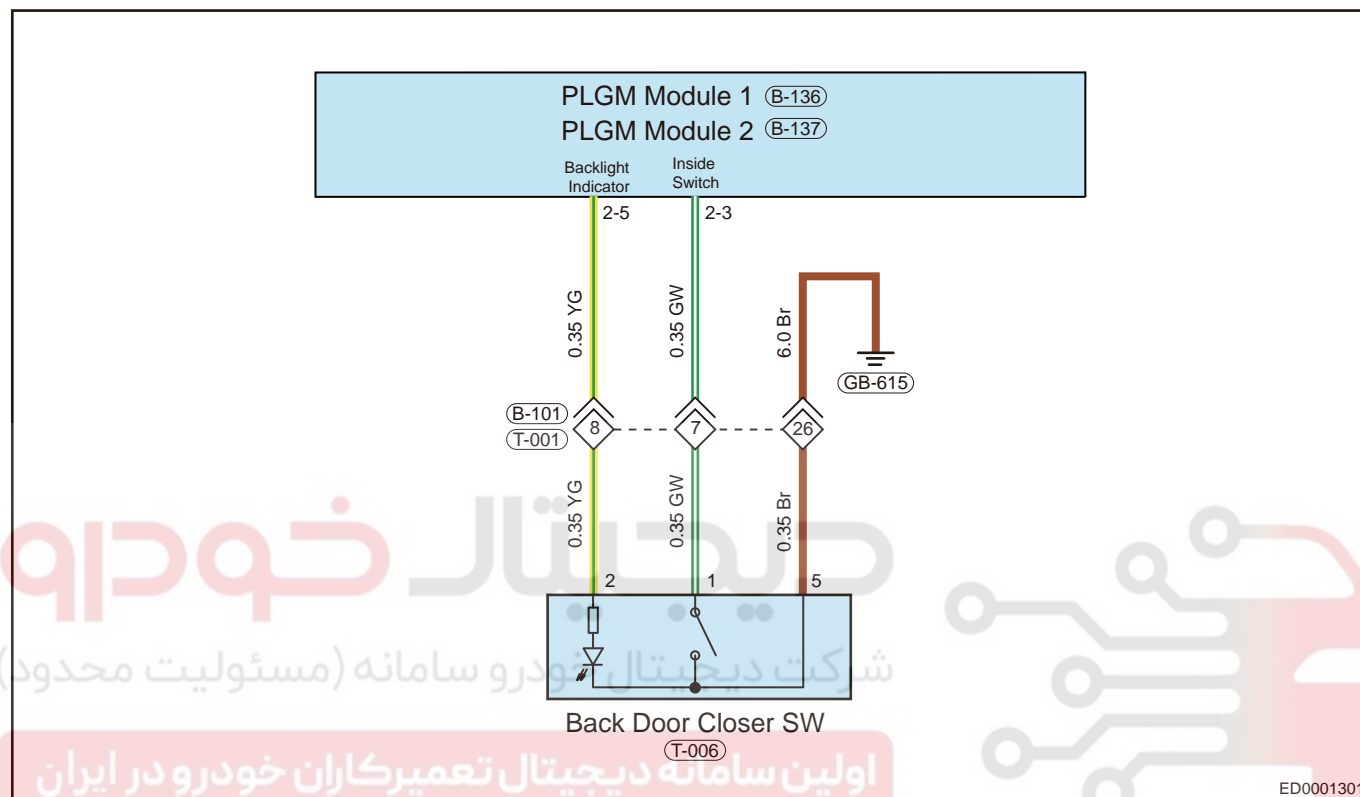 PLGM Module 1 B-136
PLGM Module 2 B-137
Backlight Indicator
Inside Switch
2-5
2-3
0.35 YG
0.35 GW
6.0 Br
GB-615
B-101
T-001
8
7
26
0.35 YG
0.35 GW
0.35 Br
2
1
5
دیجیتال خودرو
شرکت دیجیتال خودرو سامانه (مسئولیت محدود)
Back Door Closer SW
T-006
اولین سامانه دیجیتال تعمیرکاران خودرو در ایران
ED0001301